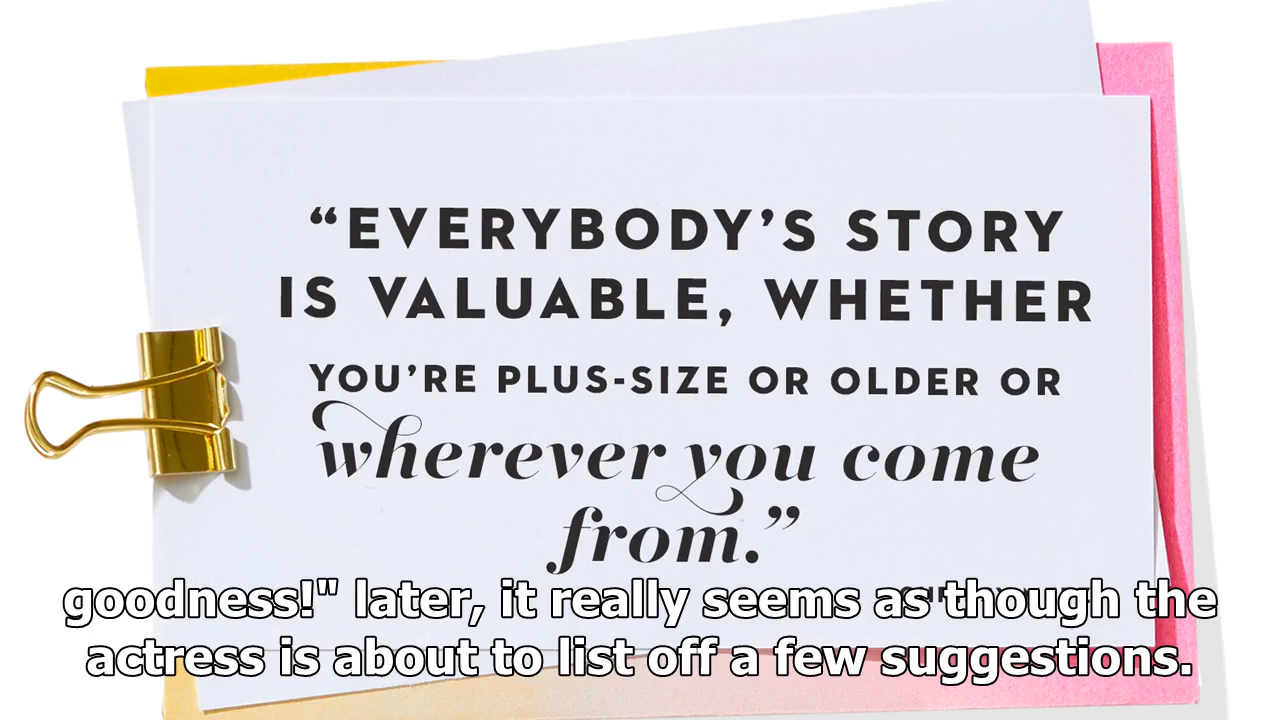 “EVERYBODY’S STORY
IS VALUABLE, WHETHER
YOU’RE PLUS-SIZE OR OLDER OR
wherever you come
from.”
goodness!" later, it really seems as though the
actress is about to list off a few suggestions.